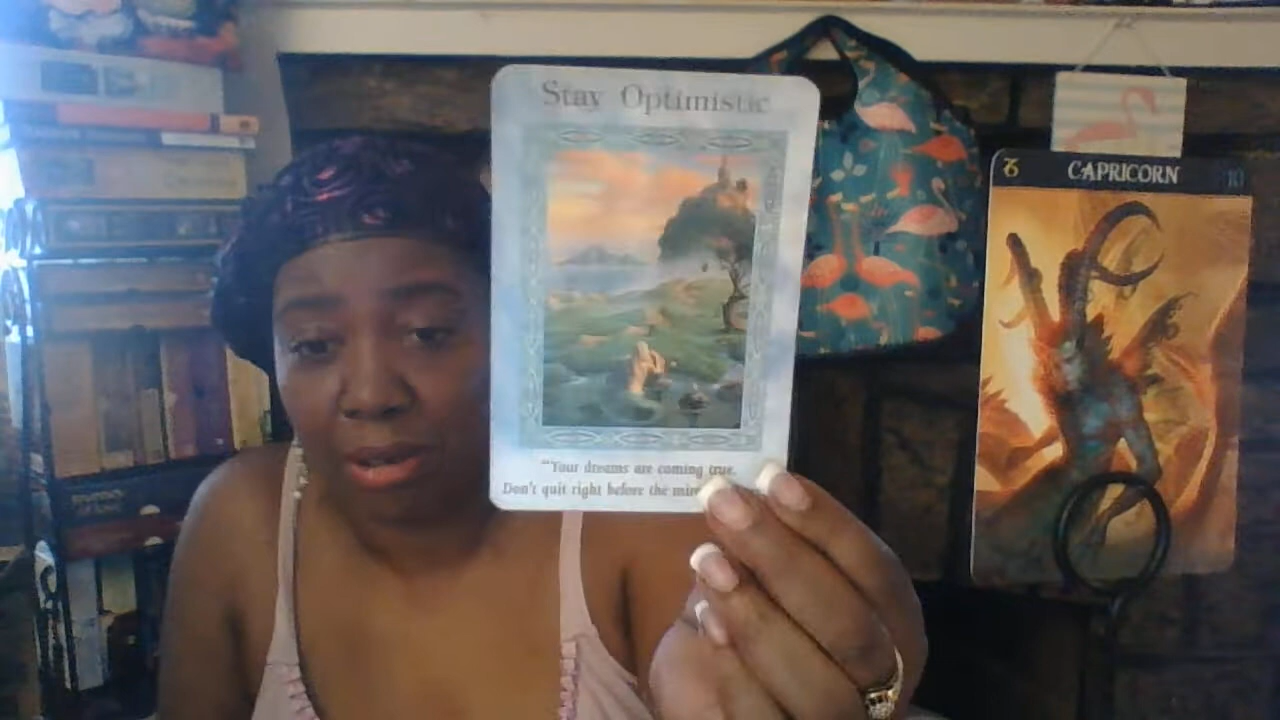 Stay Optimistic
"Your dreams are coming true.
Don't quit right before the
CAPRICORN
10